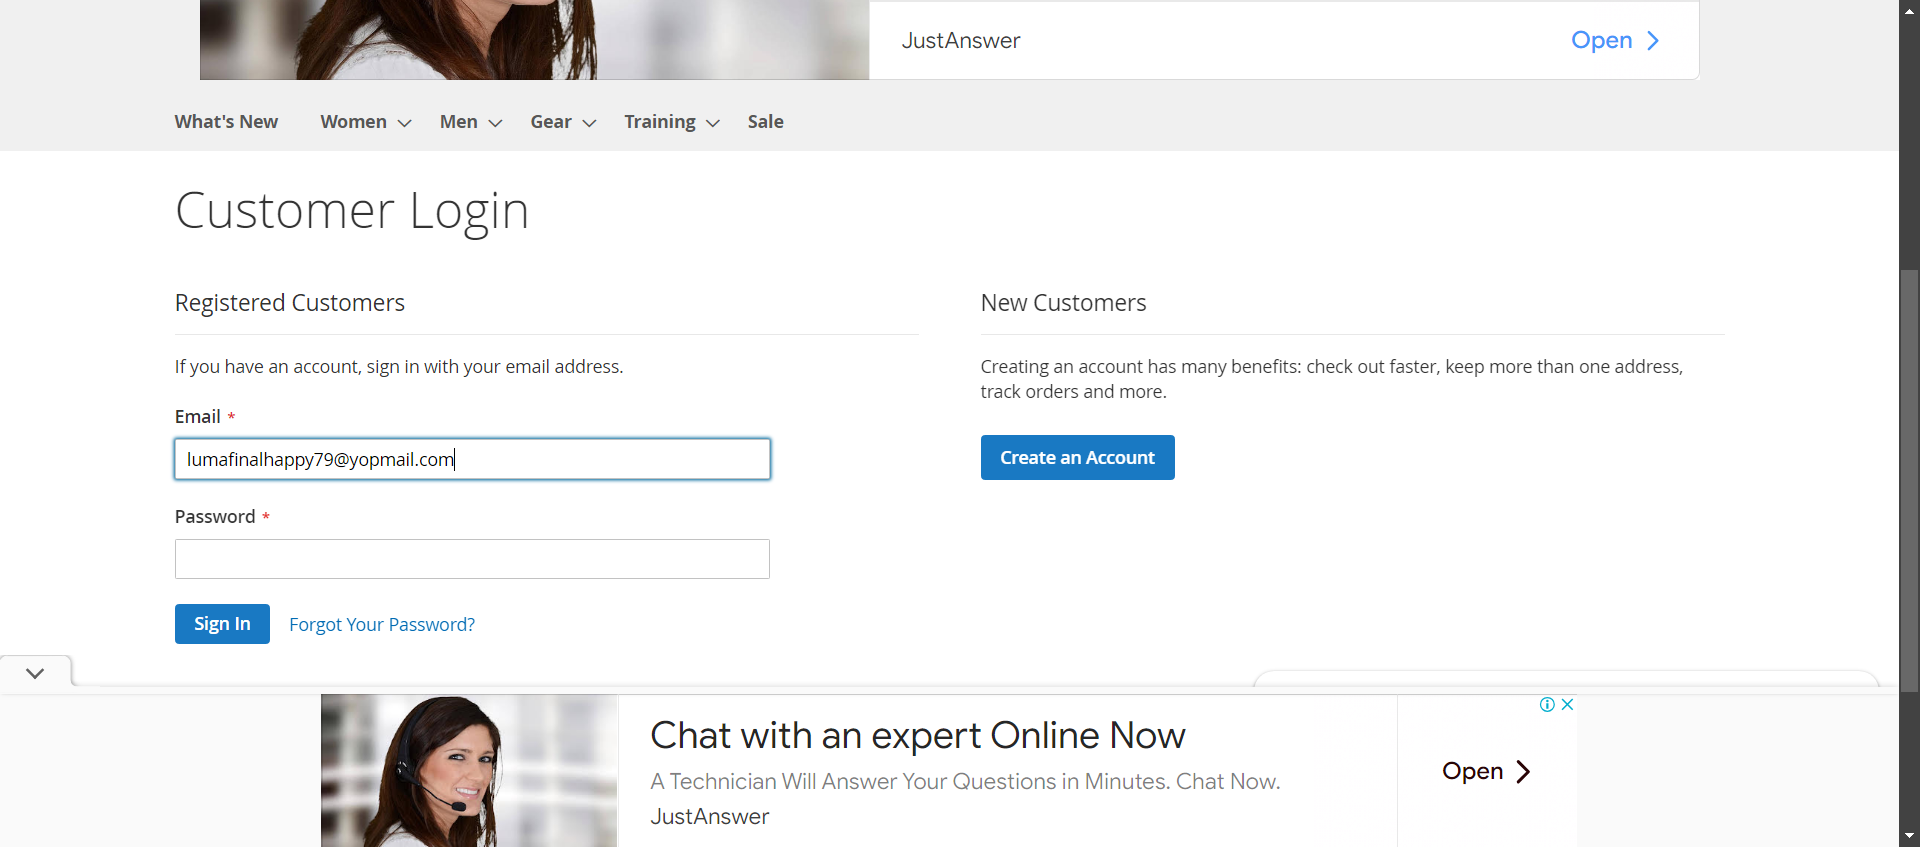 JustAnswer
Open
What's New Women Men Gear Training Sale
Customer Login
Registered Customers
If you have an account, sign in with your email address.
Email *
lumafinalhappy79@yopmail.com
Password *
Sign In Forgot Your Password?
New Customers
Creating an account has many benefits: check out faster, keep more than one address,
track orders and more.
Create an Account
Chat with an expert Online Now
A Technician Will Answer Your Questions in Minutes. Chat Now.
JustAnswer
Open